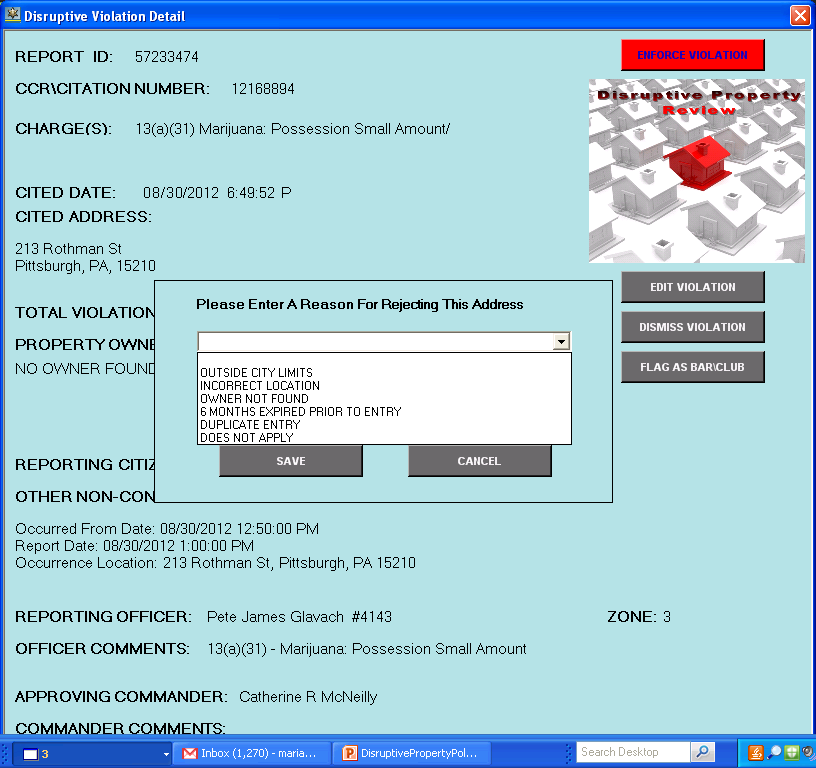 Disruptive Violation Detail
REPORT ID: 57233474
ENFORCE VIOLATION
CCR\CITATION NUMBER: 12168894
Disruptive Property
Review
CHARGE(S): 13(a)(31) Marijuana: Possession Small Amount/
CITED DATE: 08/30/2012 6:49:52 P
CITED ADDRESS:
213 Rothman St
Pittsburgh, PA, 15210
EDIT VIOLATION
Please Enter A Reason For Rejecting This Address
TOTAL VIOLATION
DISMISS VIOLATION
PROPERTY OWNE
NO OWNER FOUND
FLAG AS BAR\CLUB
OUTSIDE CITY LIMITS
INCORRECT LOCATION
OWNER NOT FOUND
6 MONTHS EXPIRED PRIOR TO ENTRY
DUPLICATE ENTRY
DOES NOT APPLY
SAVE CANCEL
REPORTING CITIZ
OTHER NON-CON
Occurred From Date: 08/30/2012 12:50:00 PM
Report Date: 08/30/2012 1:00:00 PM
Occurrence Location: 213 Rothman St, Pittsburgh, PA 15210
REPORTING OFFICER: Pete James Glavach #4143 ZONE: 3
OFFICER COMMENTS: 13(a)(31) - Marijuana: Possession Small Amount
APPROVING COMMANDER: Catherine R McNeilly
COMMANDER COMMENTS:
3 Inbox (1,270) - maria... DisruptivePropertyPol... Search Desktop